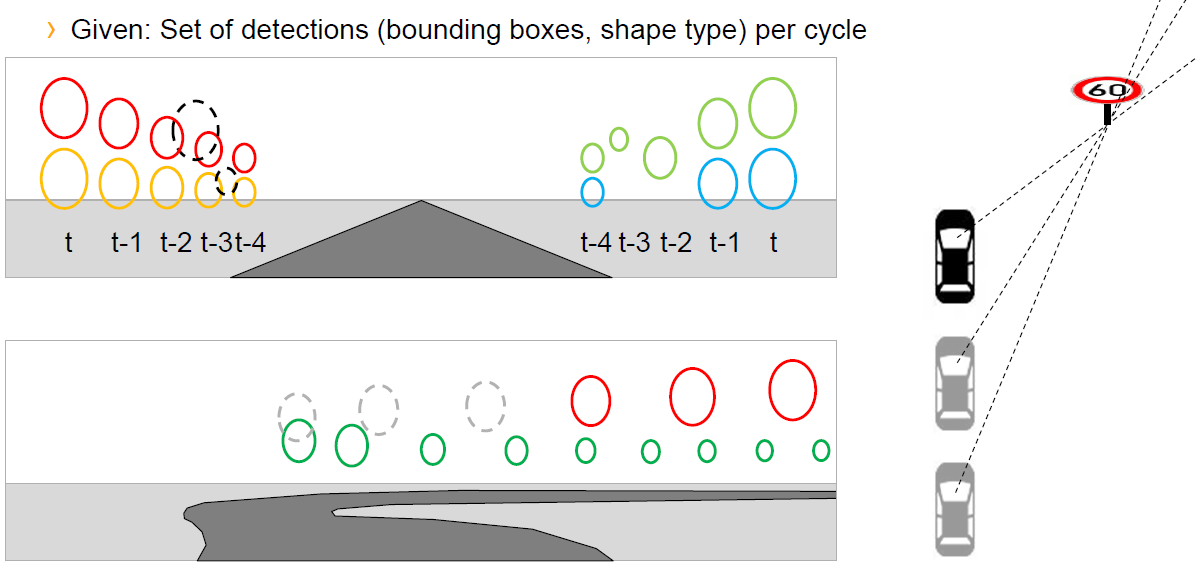 › Given: Set of detections (bounding boxes, shape type) per cycle
60
t t-1 t-2 t-3 t-4 t-4 t-3 t-2 t-1 t